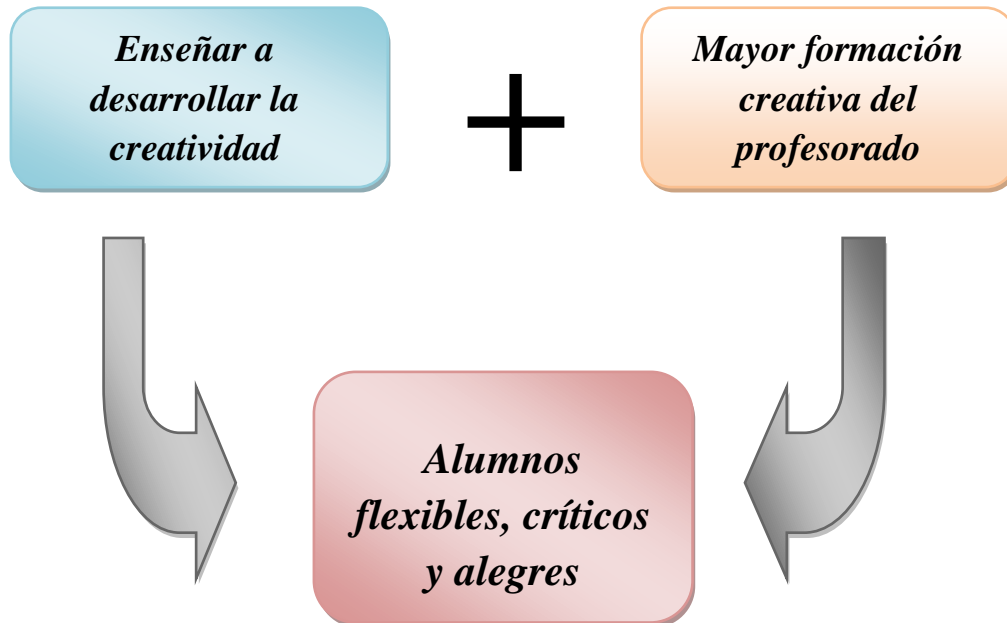 Enseñar a
desarrollar la
creatividad
+
Mayor formación
creativa del
profesorado
Alumnos
flexibles, críticos
y alegres